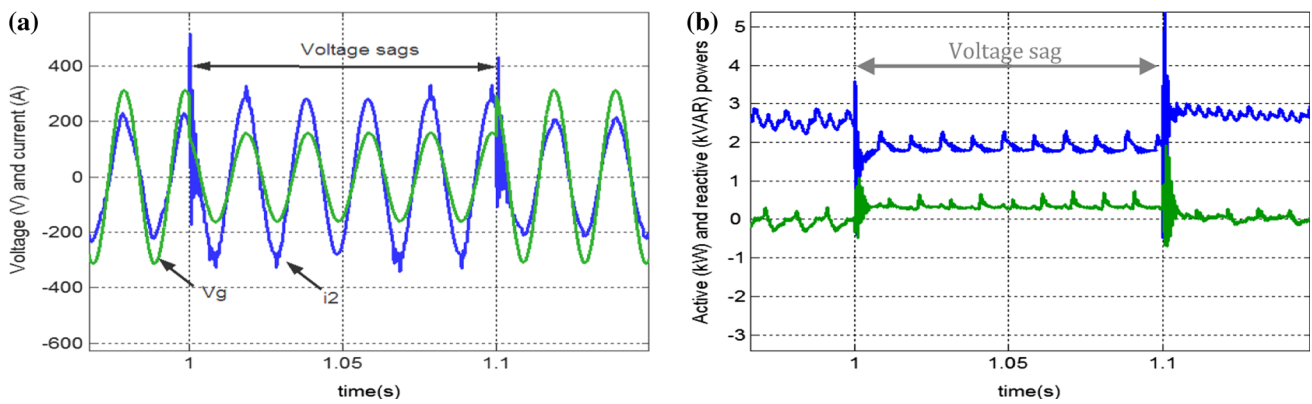 (a)
Voltage (V) and current (A)
400
200
0
-200
-400
-600
Voltage sags
Vg
i2
1
1.05
1.1
time(s)
(b)
Active (kW) and reactive (kVAR) powers
5
4
3
2
1
0
-1
-2
-3
Voltage sag
1
1.05
1.1
time(s)